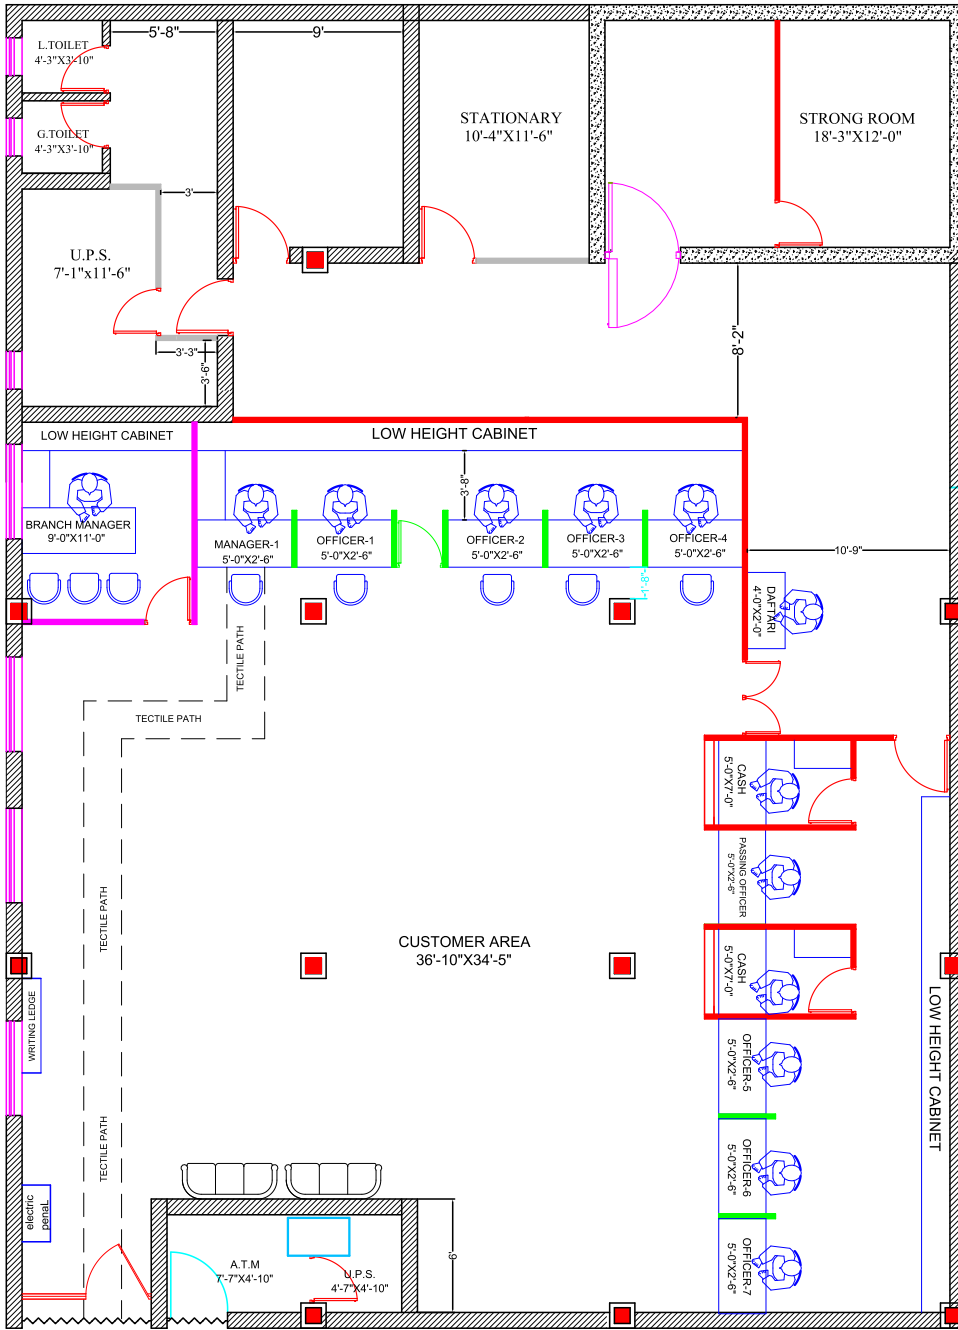 5'-8"
9'
L.TOILET
4'-3"X3'-10"
STATIONARY
10'-4"X11'-6"
STRONG ROOM
18'-3"X12'-0"
G.TOILET
4'-3"X3'-10"
3'
U.P.S.
7'-1"x11'-6"
8'-2"
3'-3"
3'-6"
LOW HEIGHT CABINET
LOW HEIGHT CABINET
3'-8"
BRANCH MANAGER
9'-0"X11'-0"
MANAGER-1
5'-0"X2'-6"
OFFICER-1
5'-0"X2'-6"
OFFICER-2
5'-0"X2'-6"
OFFICER-3
5'-0"X2'-6"
OFFICER-4
5'-0"X2'-6"
10'-9"
1'-8"
DAFTARI
4'-0"X2'-0"
TECTILE PATH
TECTILE PATH
CASH
5'-0"X7'-0"
PASSING OFFICER
5'-0"X2'-6"
TECTILE PATH
CUSTOMER AREA
36'-10"X34'-5"
CASH
5'-0"X7'-0"
WRITING LEDGE
LOW HEIGHT CABINET
OFFICER-5
5'-0"X2'-6"
TECTILE PATH
OFFICER-6
5'-0"X2'-6"
electric
penal.
OFFICER-7
5'-0"X2'-6"
A.T.M
7'-7"X4'-10"
U.P.S.
4'-7"X4'-10"
6'